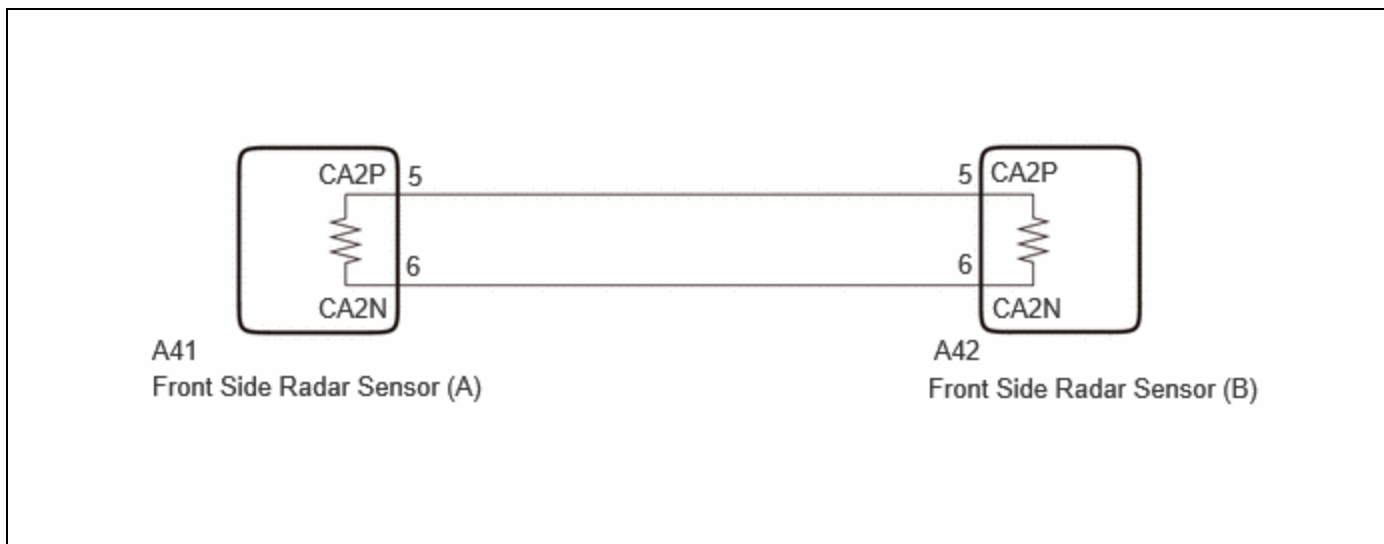 CA2P 5
5 CA2P
6
6
CA2N
CA2N
A41
A42
Front Side Radar Sensor (A)
Front Side Radar Sensor (B)